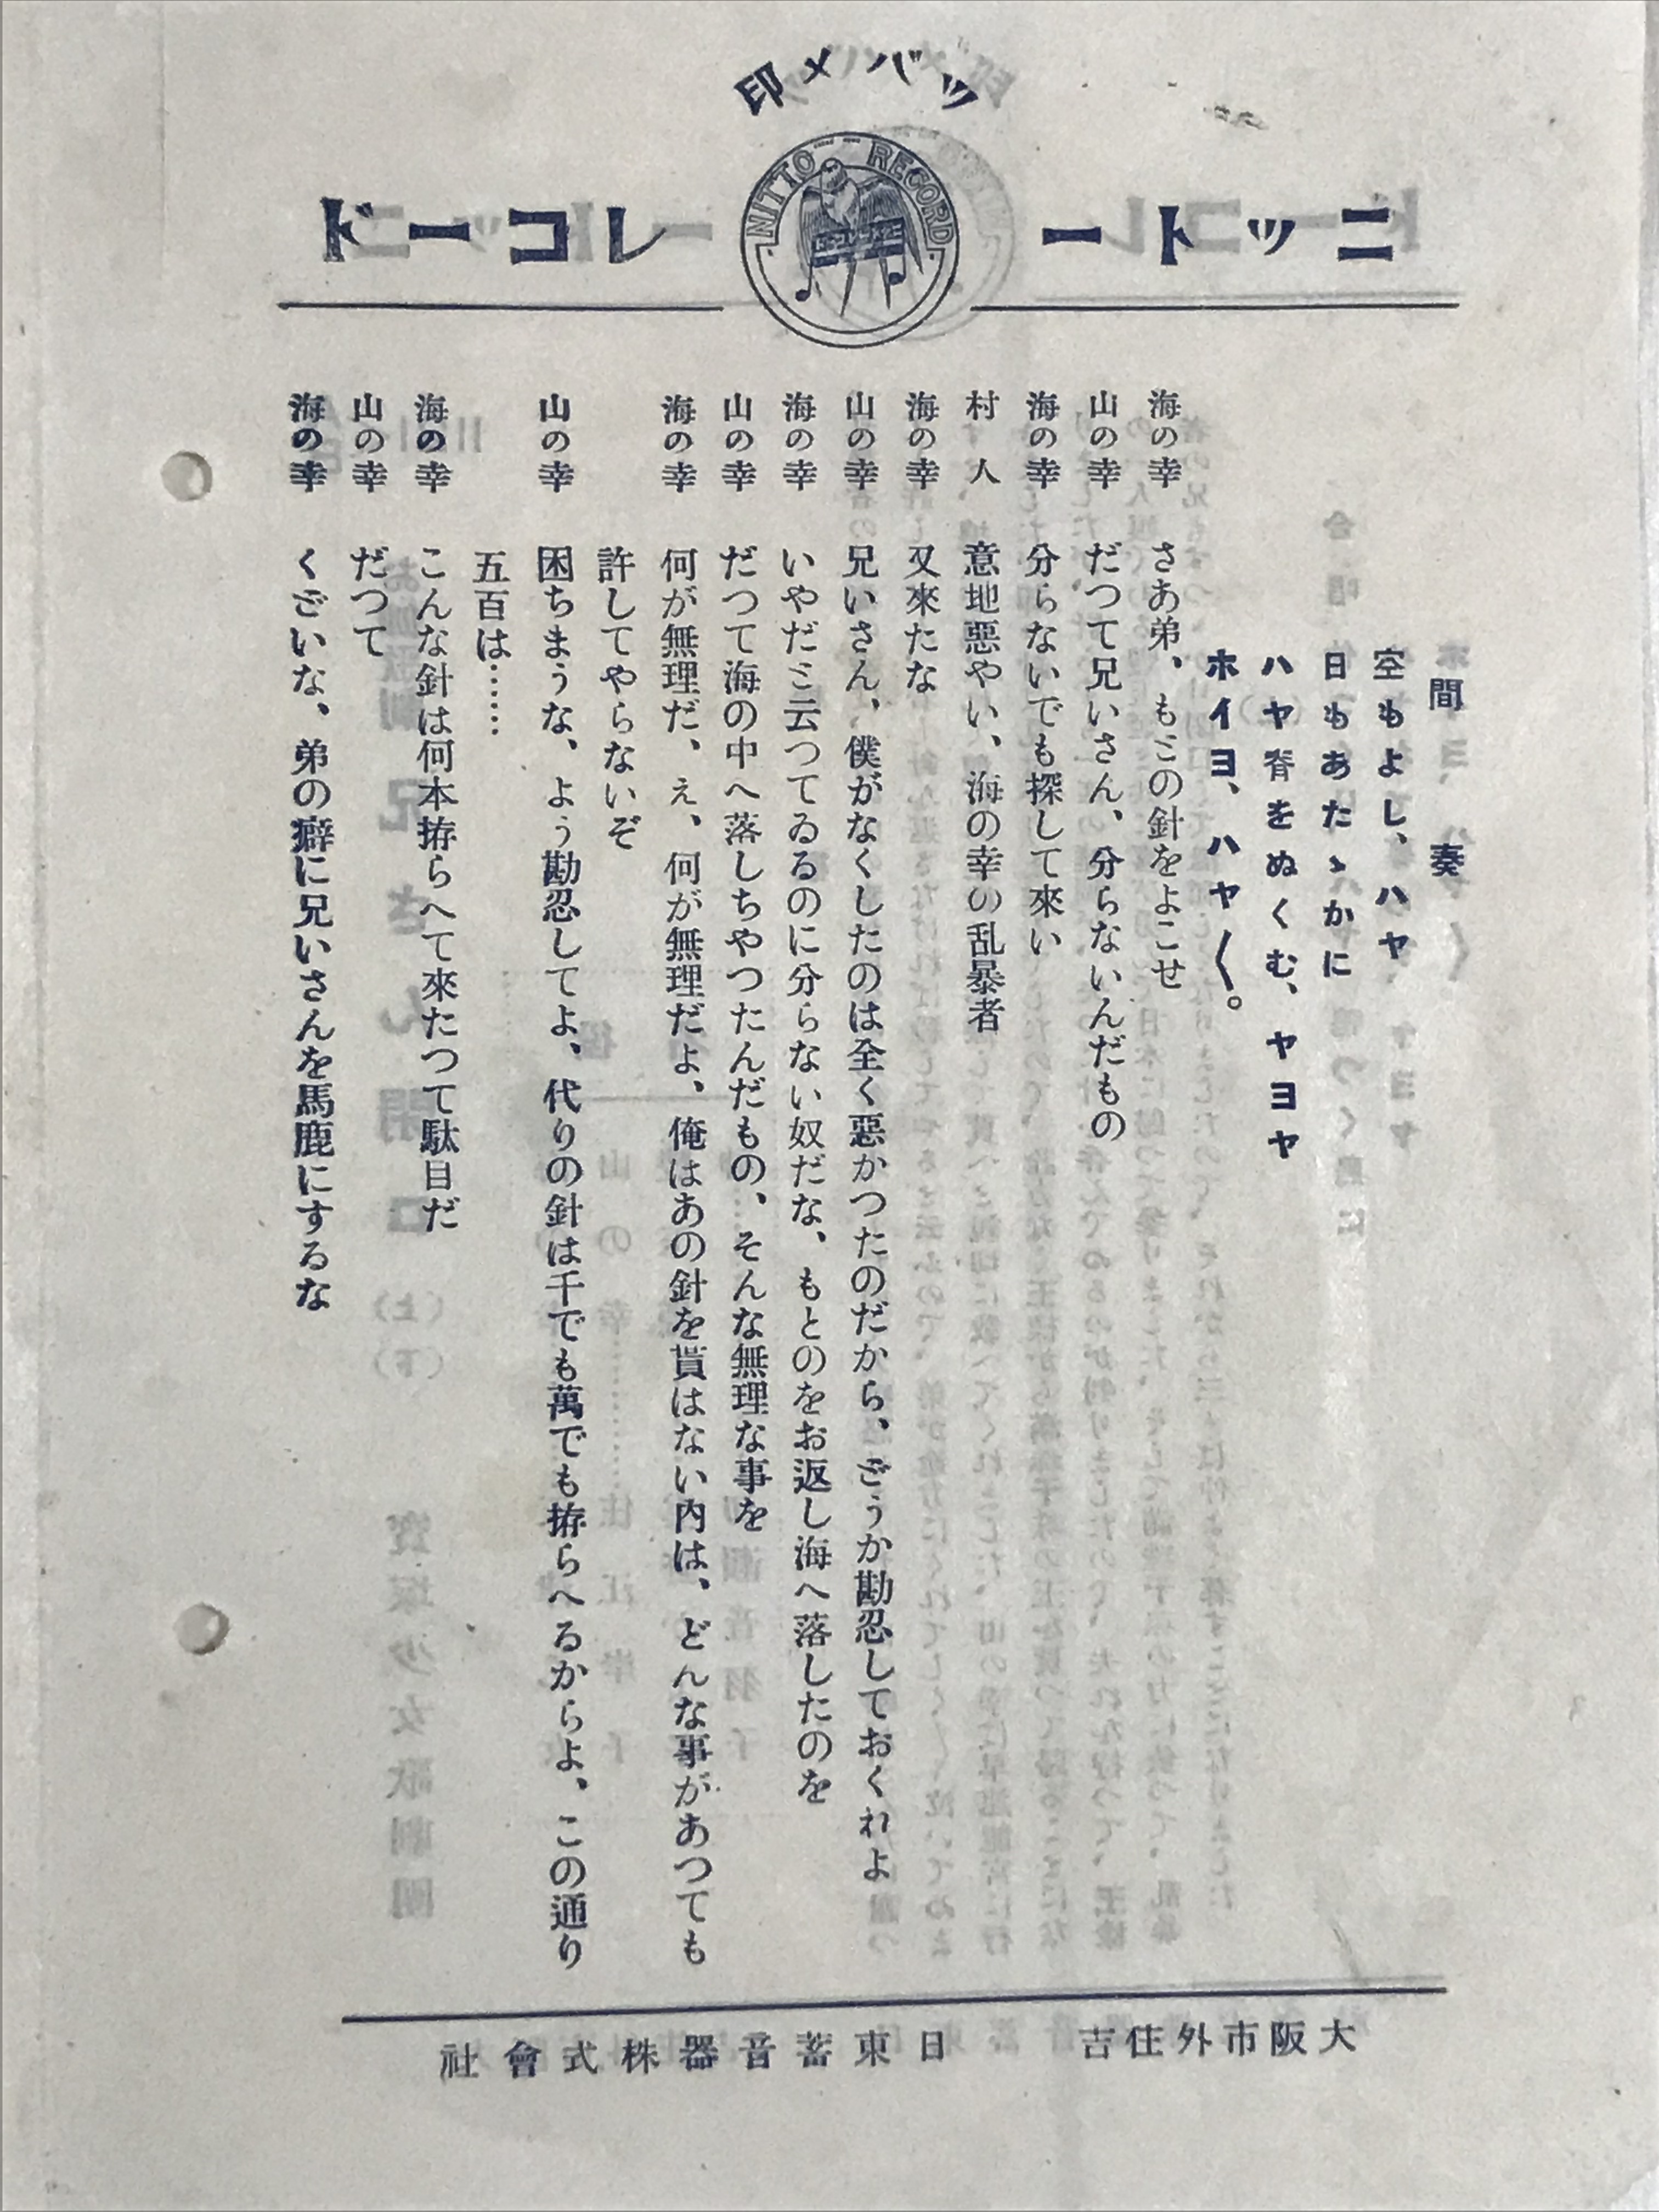 ツバメ印
ニットーレコード
NITTO RECORD
間奏
空もよし、ハヤ
日もあたゝかに
ハヤ脊をぬくむ、ヤヨヤ
ホイヨ、ハヤ〳〵。
海の幸 さあ弟、もとの針をよこせ
山の幸 だつて兄いさん、分らないんだもの
海の幸 分らないでも探して來い
村人 意地惡やい、海の幸の乱暴者
海の幸 又來たな
山の幸 兄いさん、僕がなくしたのは全く惡かつたのだから、どうか勘忍しておくれよ
海の幸 いやだと云つてゐるのに分らない奴だな、もとのをお返し海へ落したのを
山の幸 だつて海の中へ落しちやつたんだもの、そんな無理な事を
海の幸 何が無理だ、え、何が無理だよ、俺はあの針を貰はない内は、どんな事があつても
許してやらないぞ
山の幸 困ちまうな、よう勘忍してよ、代りの針は千でも萬でも拵らへるからよ、この通り
五百は……
海の幸 こんな針は何本拵らへて來たつて駄目だ
山の幸 だつて
海の幸 くどいな、弟の癖に兄いさんを馬鹿にするな
大阪市外住吉 日東蓄音器株式會社